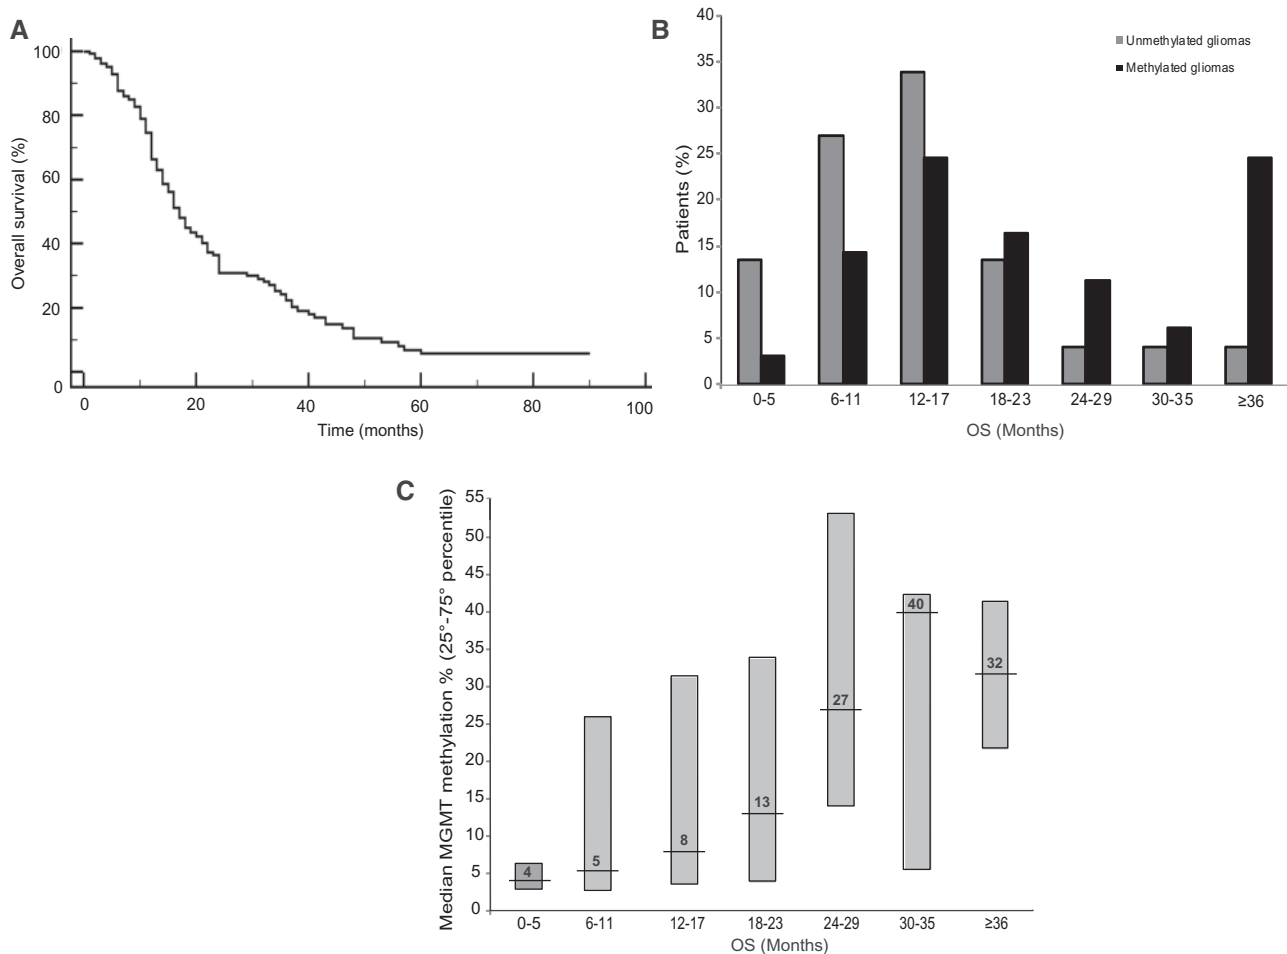 A
100
80
60
40
20
0
Overall survival (%)
0 20 40 60 80 100
Time (months)
B
40
35
30
25
20
15
10
5
0
Patients (%)
Unmethylated gliomas
Methylated gliomas
0-5 6-11 12-17 18-23 24-29 30-35 ≥36
OS (Months)
C
55
50
45
40
35
30
25
20
15
10
5
0
Median MGMT methylation % (25°-75° percentile)
4
5
8
13
27
40
32
0-5 6-11 12-17 18-23 24-29 30-35 ≥36
OS (Months)